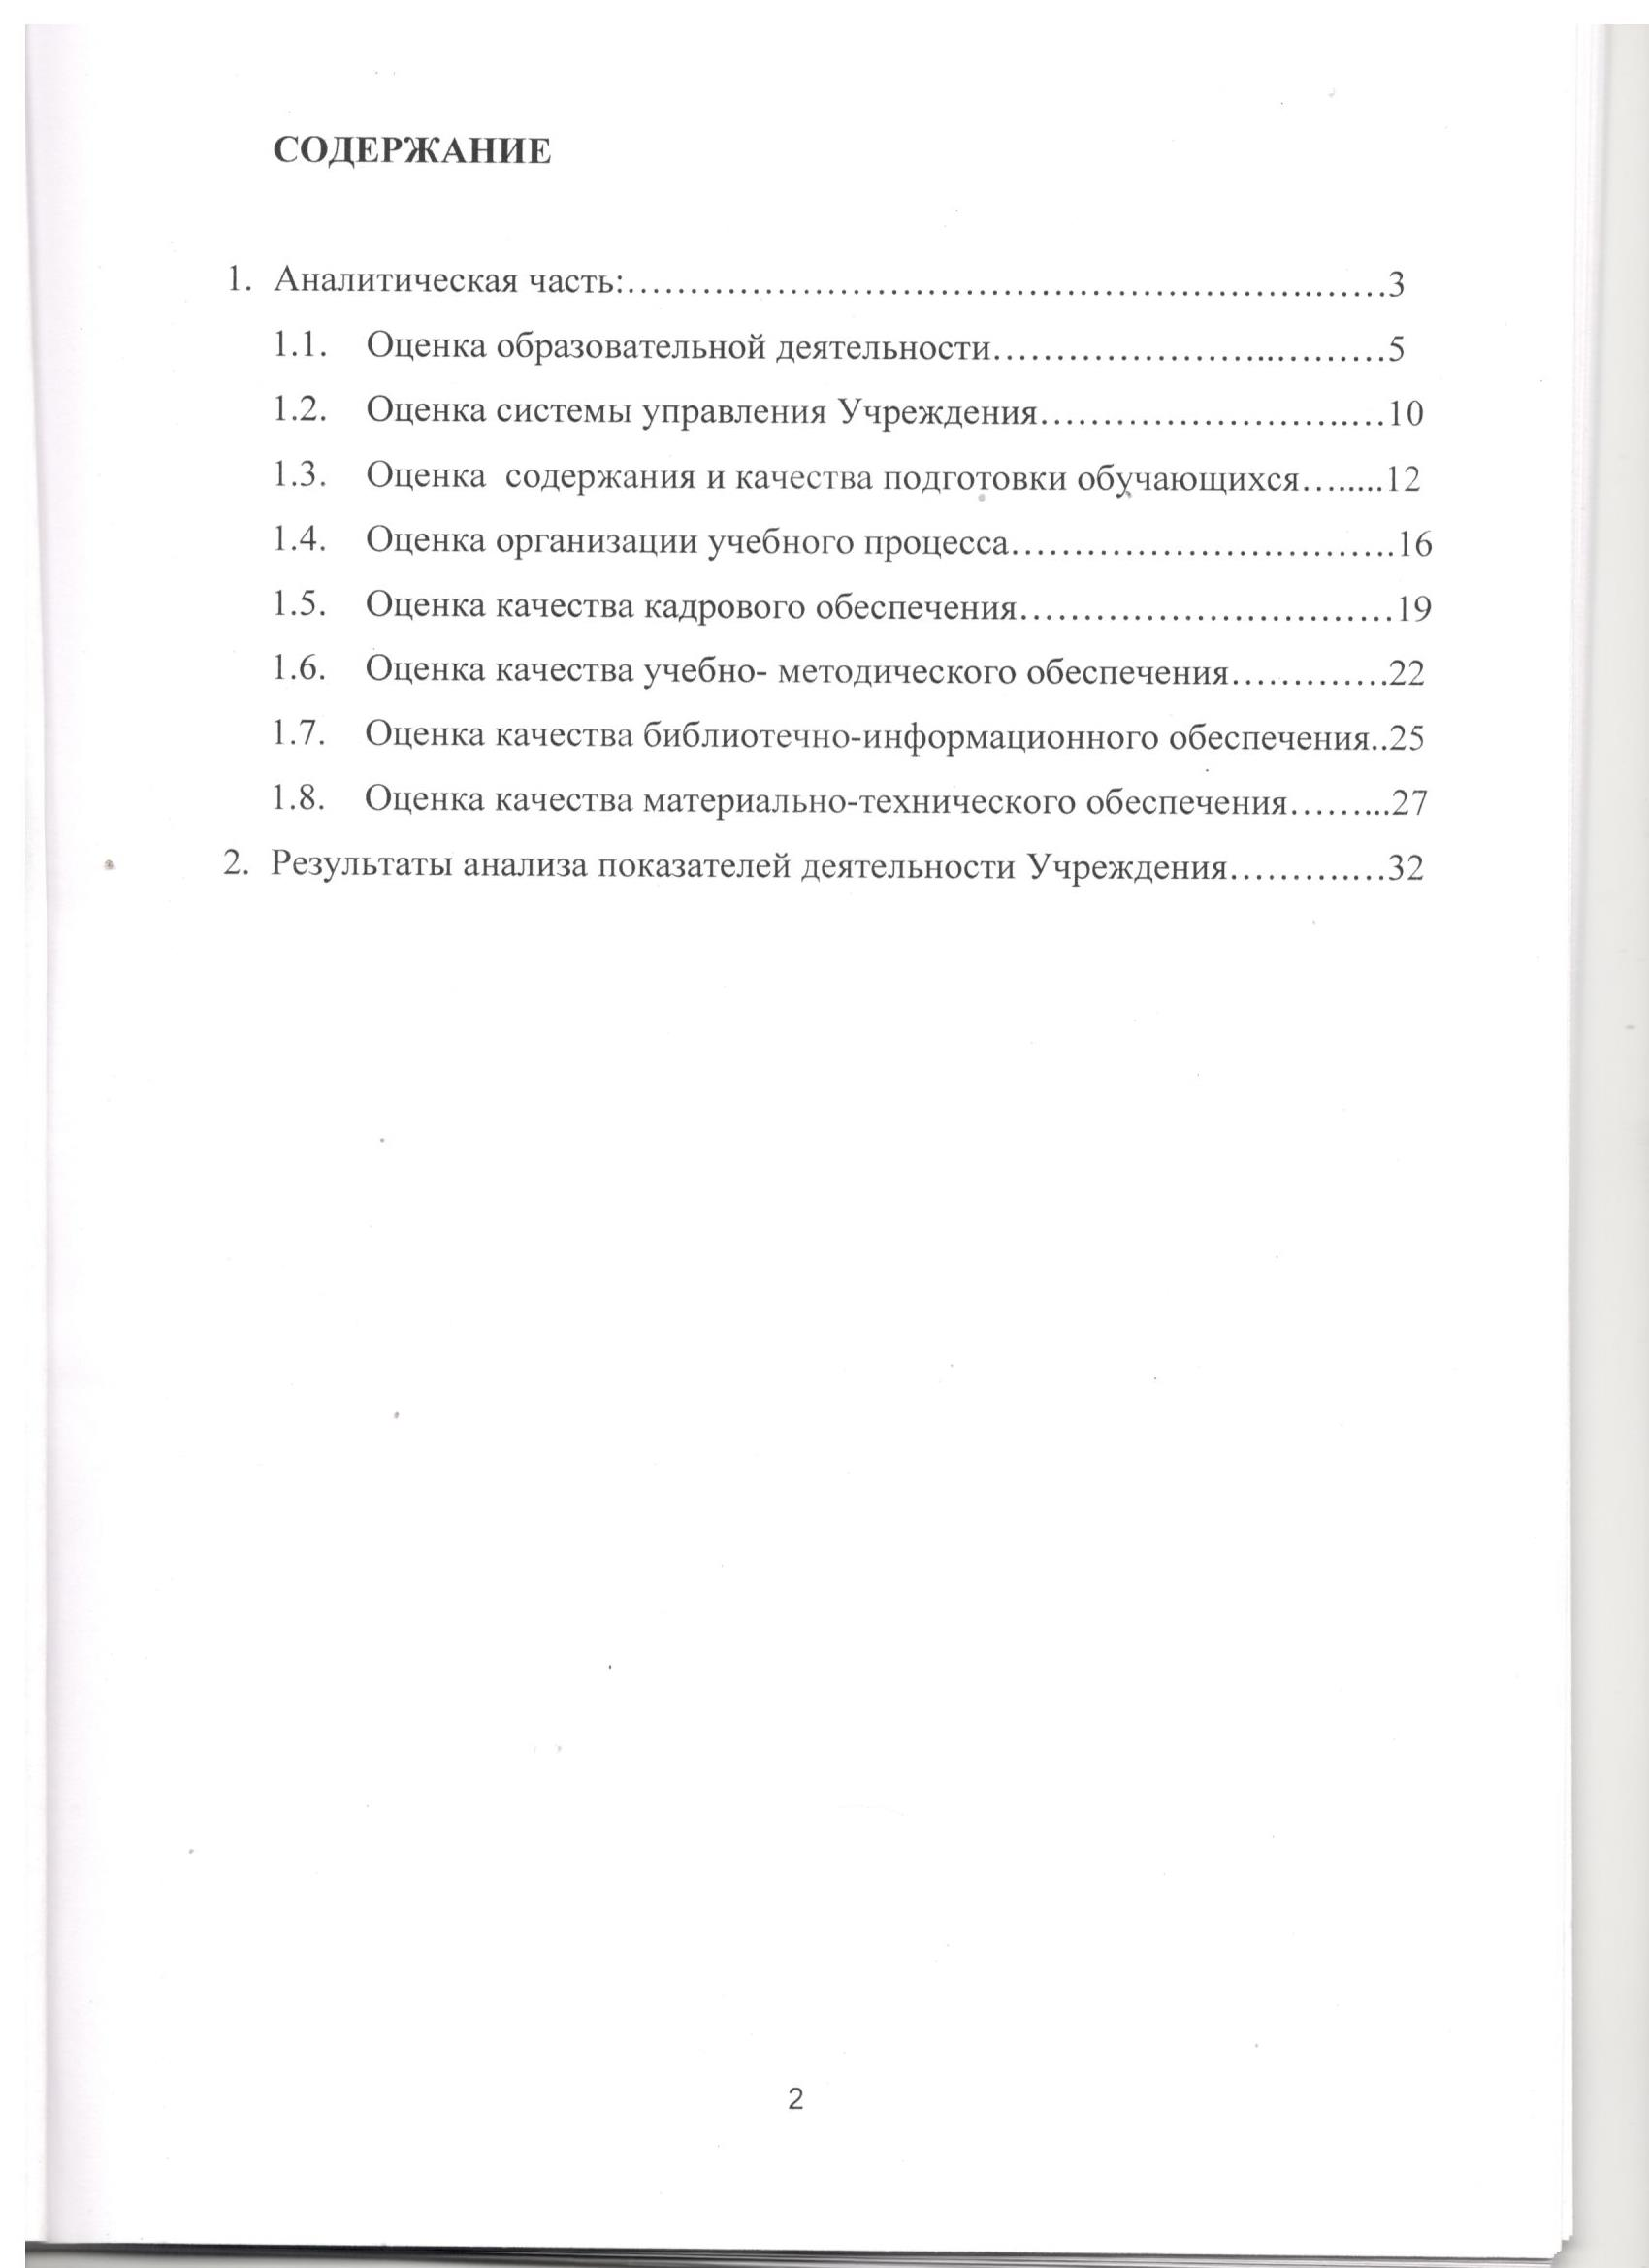 СОДЕРЖАНИЕ
1. Аналитическая часть:……………………………………………………..……3
1.1. Оценка образовательной деятельности……………………..………5
1.2. Оценка системы управления Учреждения……………………..…10
1.3. Оценка  содержания и качества подготовки обучающихся….....12
1.4. Оценка организации учебного процесса…………………………16
1.5. Оценка качества кадрового обеспечения…………………………19
1.6. Оценка качества учебно- методического обеспечения………….22
1.7. Оценка качества библиотечно-информационного обеспечения..25
1.8. Оценка качества материально-технического обеспечения……...27
2. Результаты анализа показателей деятельности Учреждения……….…32
2